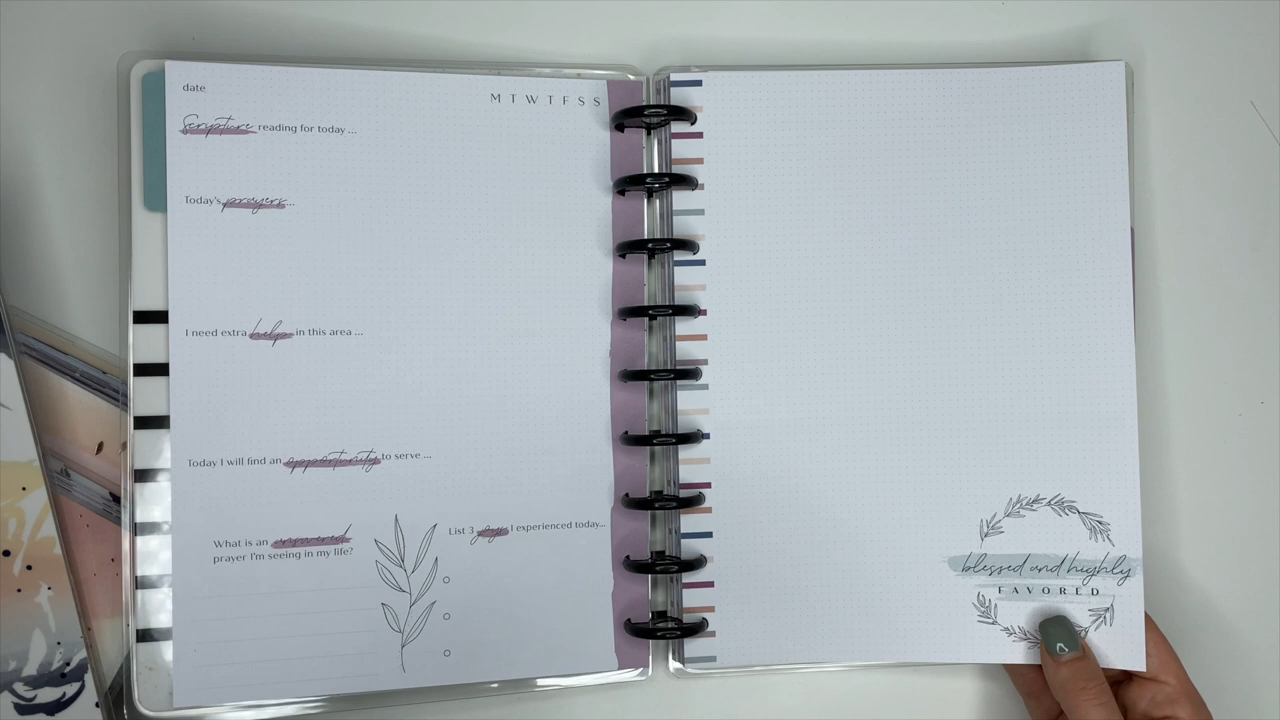 date
M T W T F S S
Scripture reading for today ...
Today's prayers...
I need extra help in this area ...
Today I will find an opportunity to serve ...
What is an answered
prayer I'm seeing in my life?
List 3 joys I experienced today...
blessed and highly
FAVORED